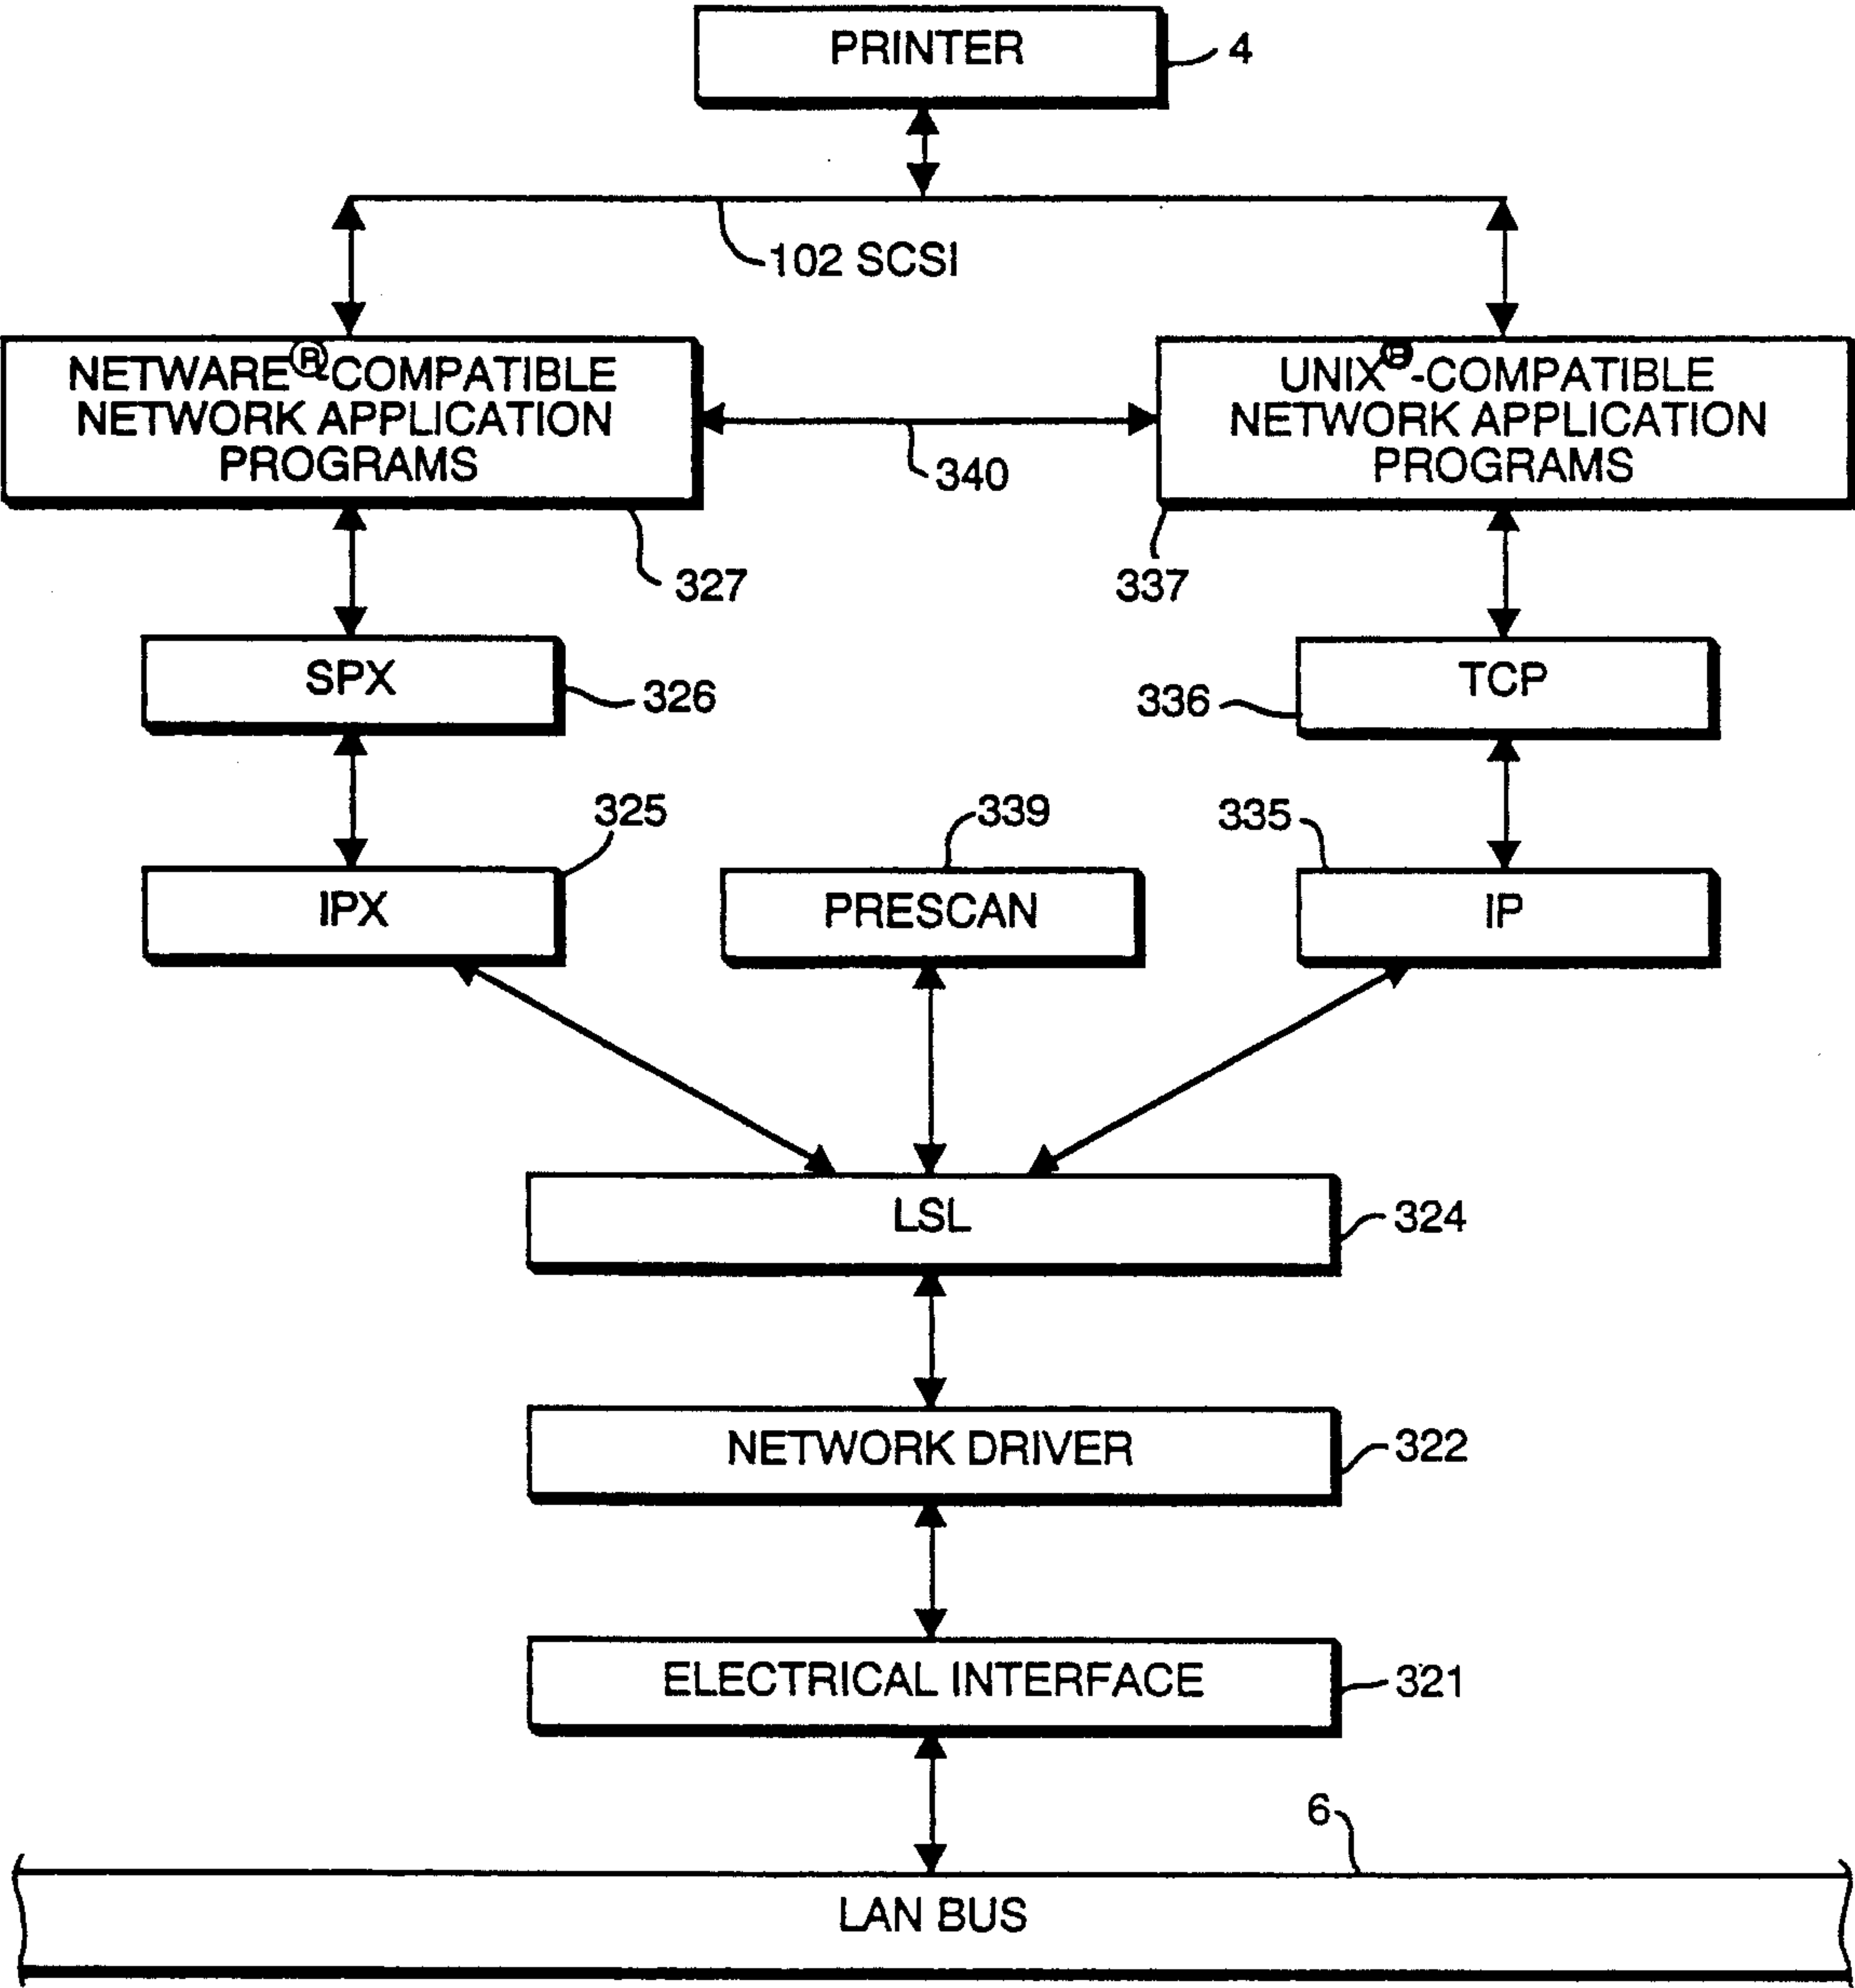 PRINTER
4
102 SCSI
NETWARE®COMPATIBLE
NETWORK APPLICATION
PROGRAMS
UNIX®-COMPATIBLE
NETWORK APPLICATION
PROGRAMS
340
327
337
SPX
326
TCP
336
325
339
335
IPX
PRESCAN
IP
LSL
324
NETWORK DRIVER
322
ELECTRICAL INTERFACE
321
6
LAN BUS